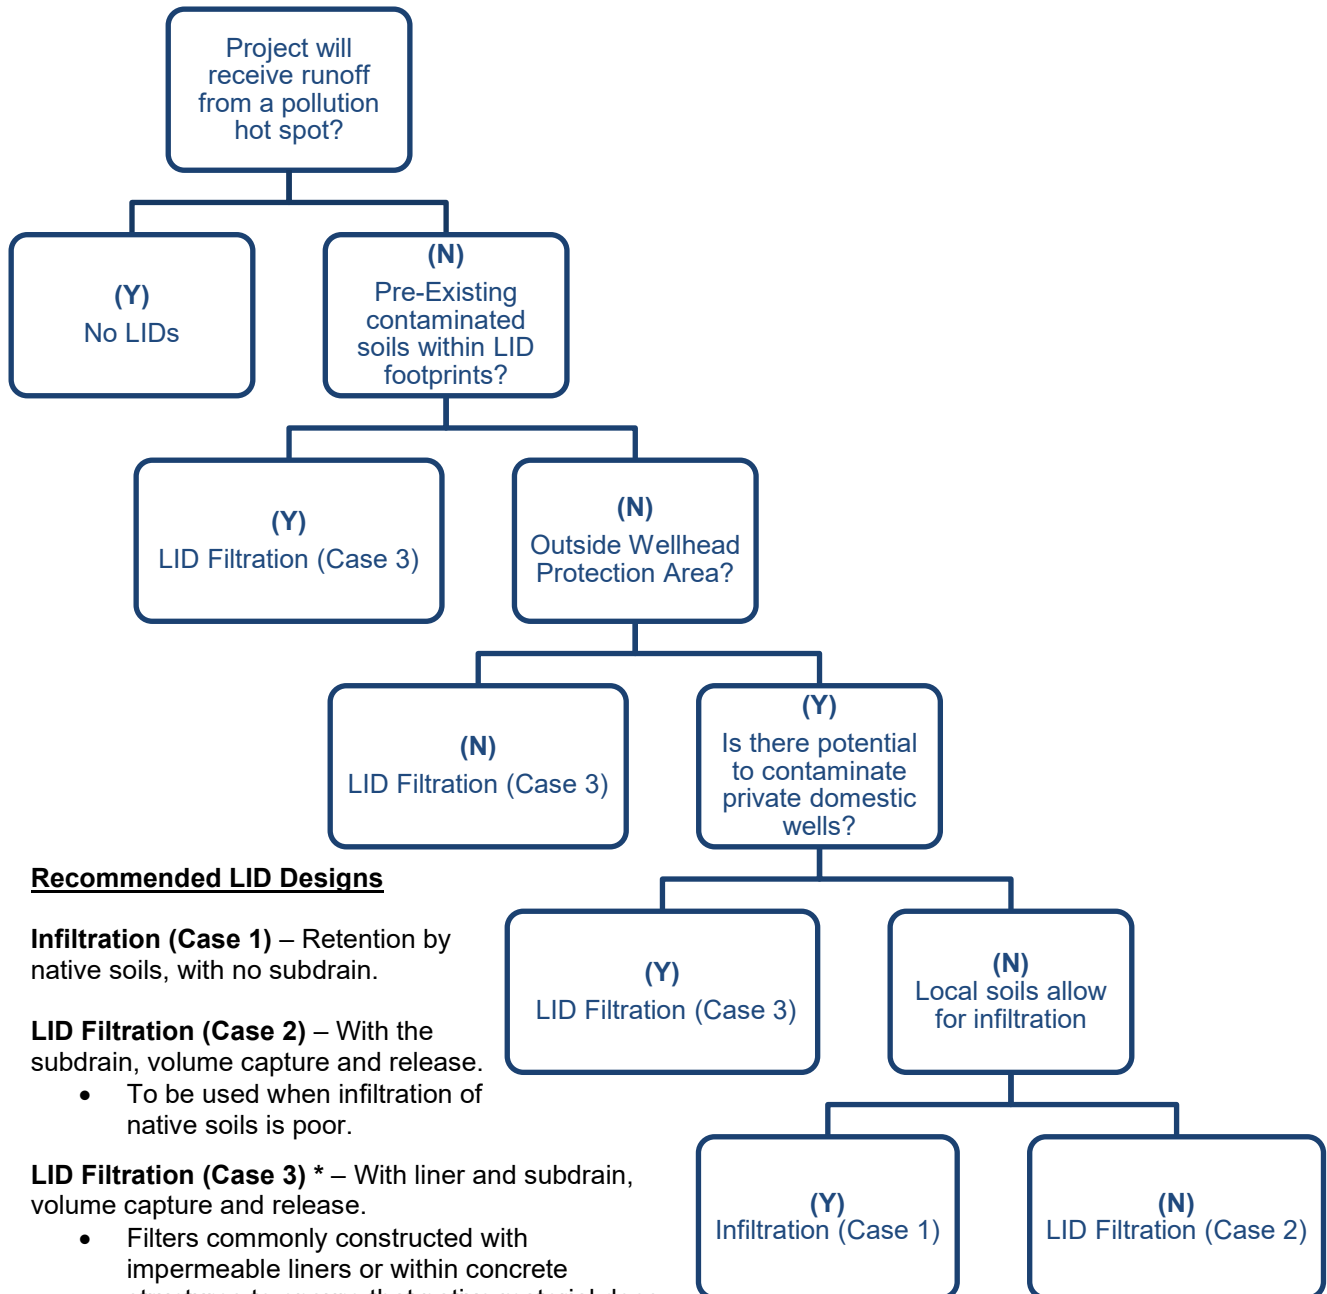 Project will
receive runoff
from a pollution
hot spot?
(Y)
No LIDs
(N)
Pre-Existing
contaminated
soils within LID
footprints?
(Y)
LID Filtration (Case 3)
(N)
Outside Wellhead
Protection Area?
(N)
LID Filtration (Case 3)
(Y)
Is there potential
to contaminate
private domestic
wells?
(Y)
LID Filtration (Case 3)
(N)
Local soils allow
for infiltration
(Y)
Infiltration (Case 1)
(N)
LID Filtration (Case 2)
Recommended LID Designs
Infiltration (Case 1) – Retention by
native soils, with no subdrain.
LID Filtration (Case 2) – With the
subdrain, volume capture and release.
• To be used when infiltration of
native soils is poor.
LID Filtration (Case 3) * – With liner and subdrain,
volume capture and release.
• Filters commonly constructed with
impermeable liners or within concrete